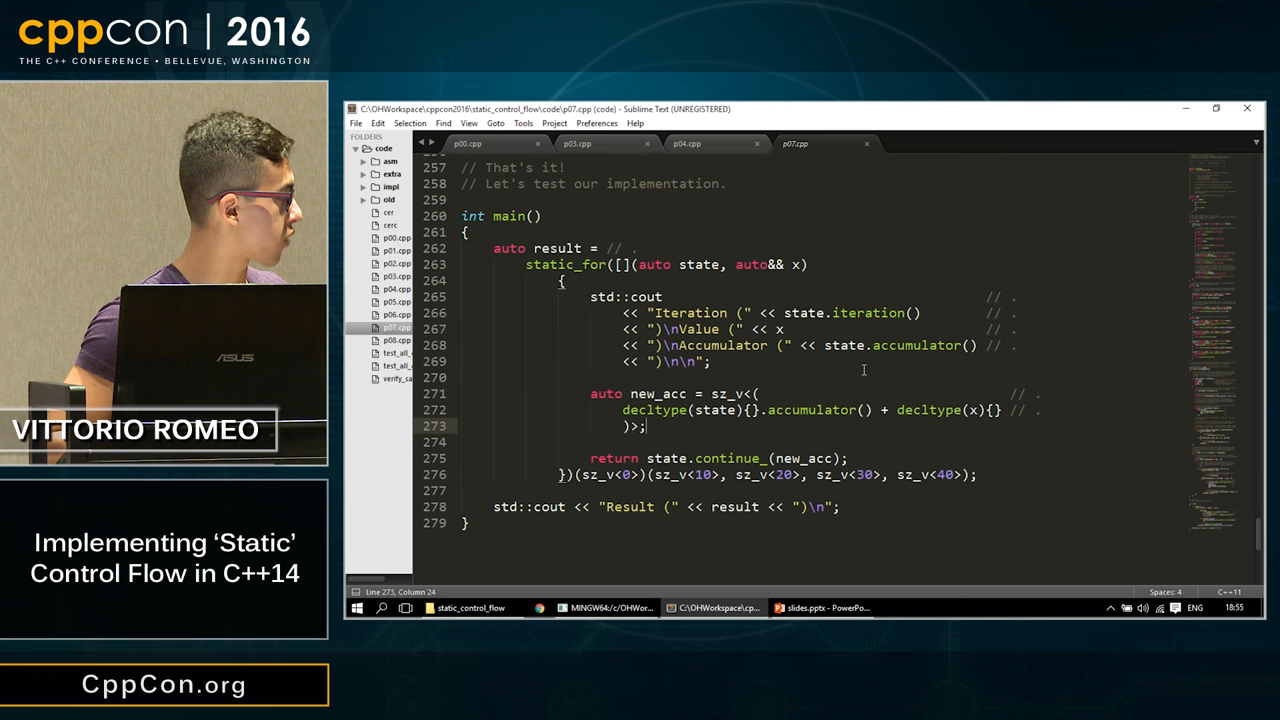 cppcon | 2016
THE C++ CONFERENCE • BELLEVUE, WASHINGTON
ASUS
VITTORIO ROMEO
Implementing ‘Static’
Control Flow in C++14
CppCon.org
C:\OHWorkspace\cppcon2016\static_control_flow\code\p07.cpp (code) - Sublime Text (UNREGISTERED)
File Edit Selection Find View Goto Tools Project Preferences Help
FOLDERS
code
asm
extra
impl
old
cer
cerc
p00.cpp
p01.cpp
p02.cpp
p03.cpp
p04.cpp
p05.cpp
p06.cpp
p07.cpp
p08.cpp
test_all_
test_all_
verify_sa
p00.cpp p03.cpp p04.cpp p07.cpp
257 // That's it!
258 // Let's test our implementation.
259
260 int main()
261 {
262 auto result = // .
263 static_for([](auto state, auto&& x)
264 {
265 std::cout // .
266 << "Iteration (" << state.iteration() // .
267 << ")\nValue (" << x // .
268 << ")\nAccumulator (" << state.accumulator() // .
269 << ")\n\n";
270
271 auto new_acc = sz_v<( // .
272 decltype(state){}.accumulator() + decltype(x){} // .
273 )>;
274
275 return state.continue_(new_acc);
276 })(sz_v<0>)(sz_v<10>, sz_v<20>, sz_v<30>, sz_v<40>);
277
278 std::cout << "Result (" << result << ")\n";
279 }
Line 273, Column 24
Spaces: 4 C++11
static_control_flow MINGW64:/c/OHWor... C:\OHWorkspace\cp... slides.pptx - PowerPo...
ENG 18:55